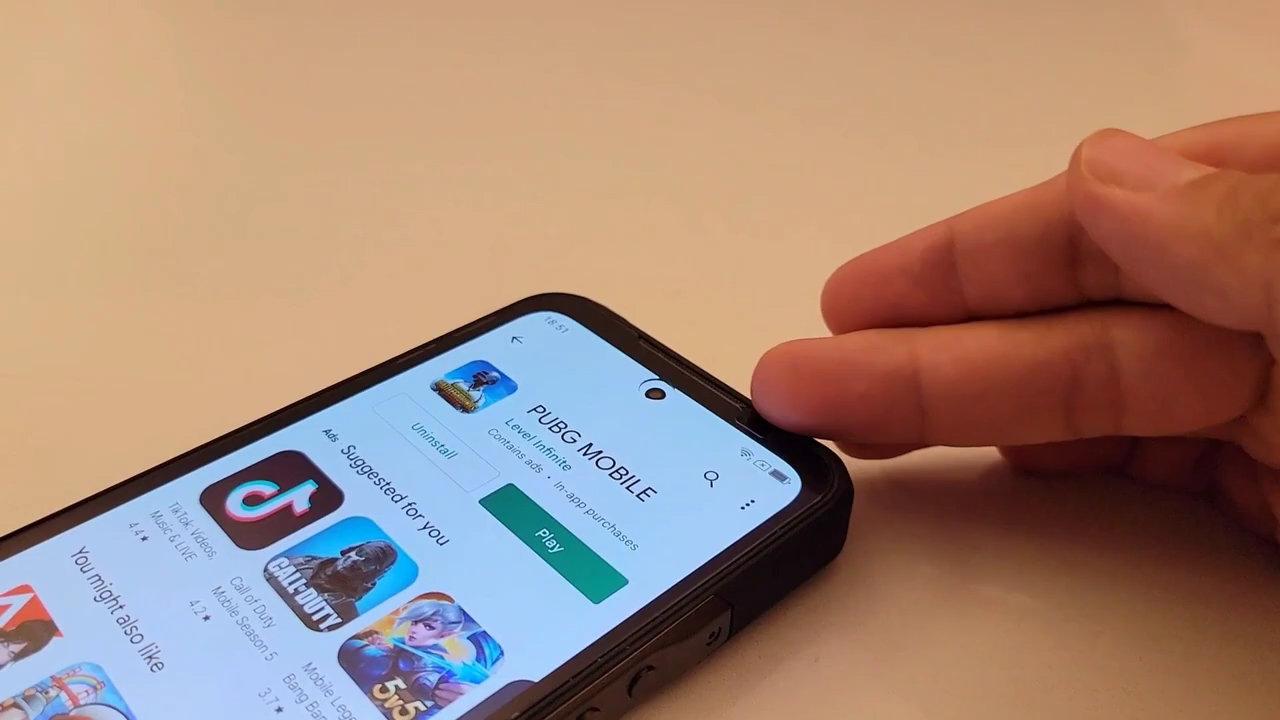 18:51
PUBG MOBILE
Level Infinite
Contains ads · In-app purchases
Uninstall
Play
Ads · Suggested for you
CALL OF DUTY
5v5
TikTok: Videos,
Music & LIVE
4.4★
Call of Duty
Mobile Season 5
4.2★
Mobile
Bang
3.7★
You might also like